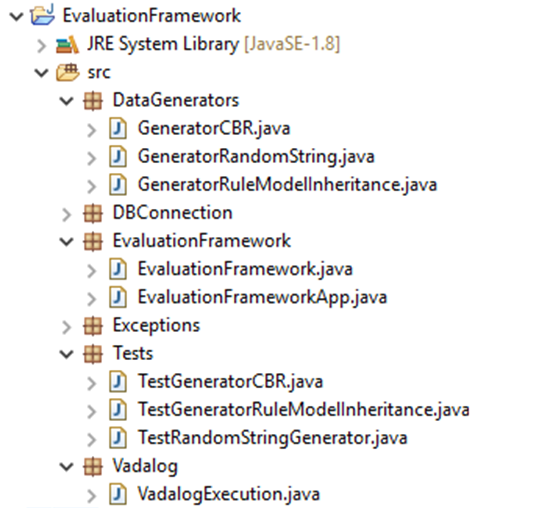 EvaluationFramework
JRE System Library [JavaSE-1.8]
src
DataGenerators
GeneratorCBR.java
GeneratorRandomString.java
GeneratorRuleModelInheritance.java
DBConnection
EvaluationFramework
EvaluationFramework.java
EvaluationFrameworkApp.java
Exceptions
Tests
TestGeneratorCBR.java
TestGeneratorRuleModelInheritance.java
TestRandomStringGenerator.java
Vadalog
VadalogExecution.java